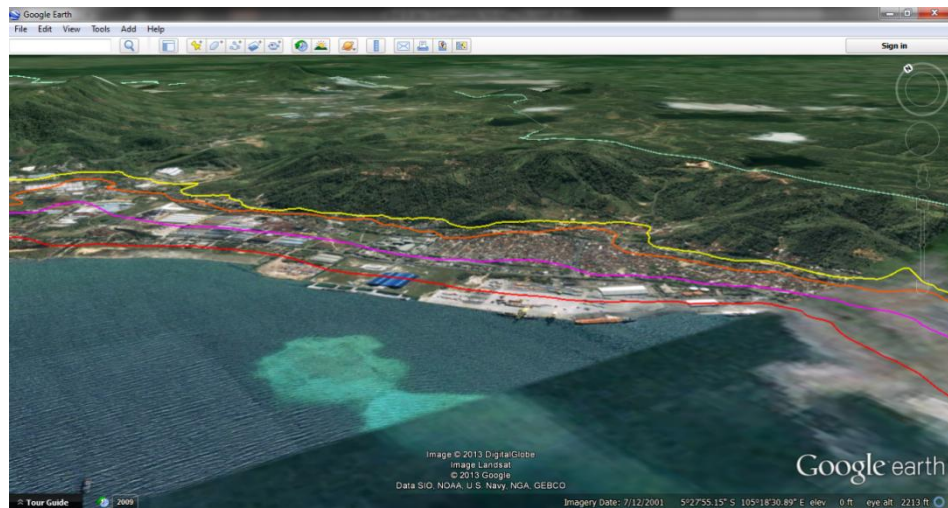 Google Earth
File Edit View Tools Add Help
Sign in
Image © 2013 DigitalGlobe
Image Landsat
© 2013 Google
Data SIO, NOAA, U.S. Navy, NGA, GEBCO
Google earth
Tour Guide 2009 Imagery Date: 7/12/2001 5°27'55.15" S 105°18'30.89" E elev 0 ft eye alt 2213 ft